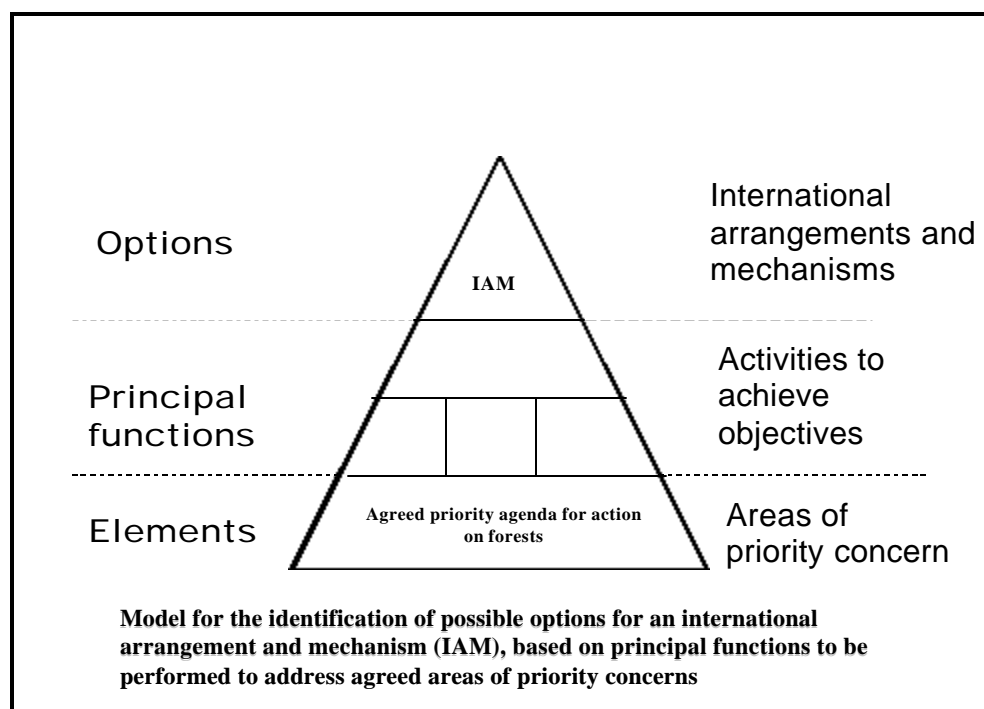 Options
IAM
International
arrangements and
mechanisms
Principal
functions
Activities to
achieve
objectives
Elements
Agreed priority agenda for action
on forests
Areas of
priority concern
Model for the identification of possible options for an international
arrangement and mechanism (IAM), based on principal functions to be
performed to address agreed areas of priority concerns